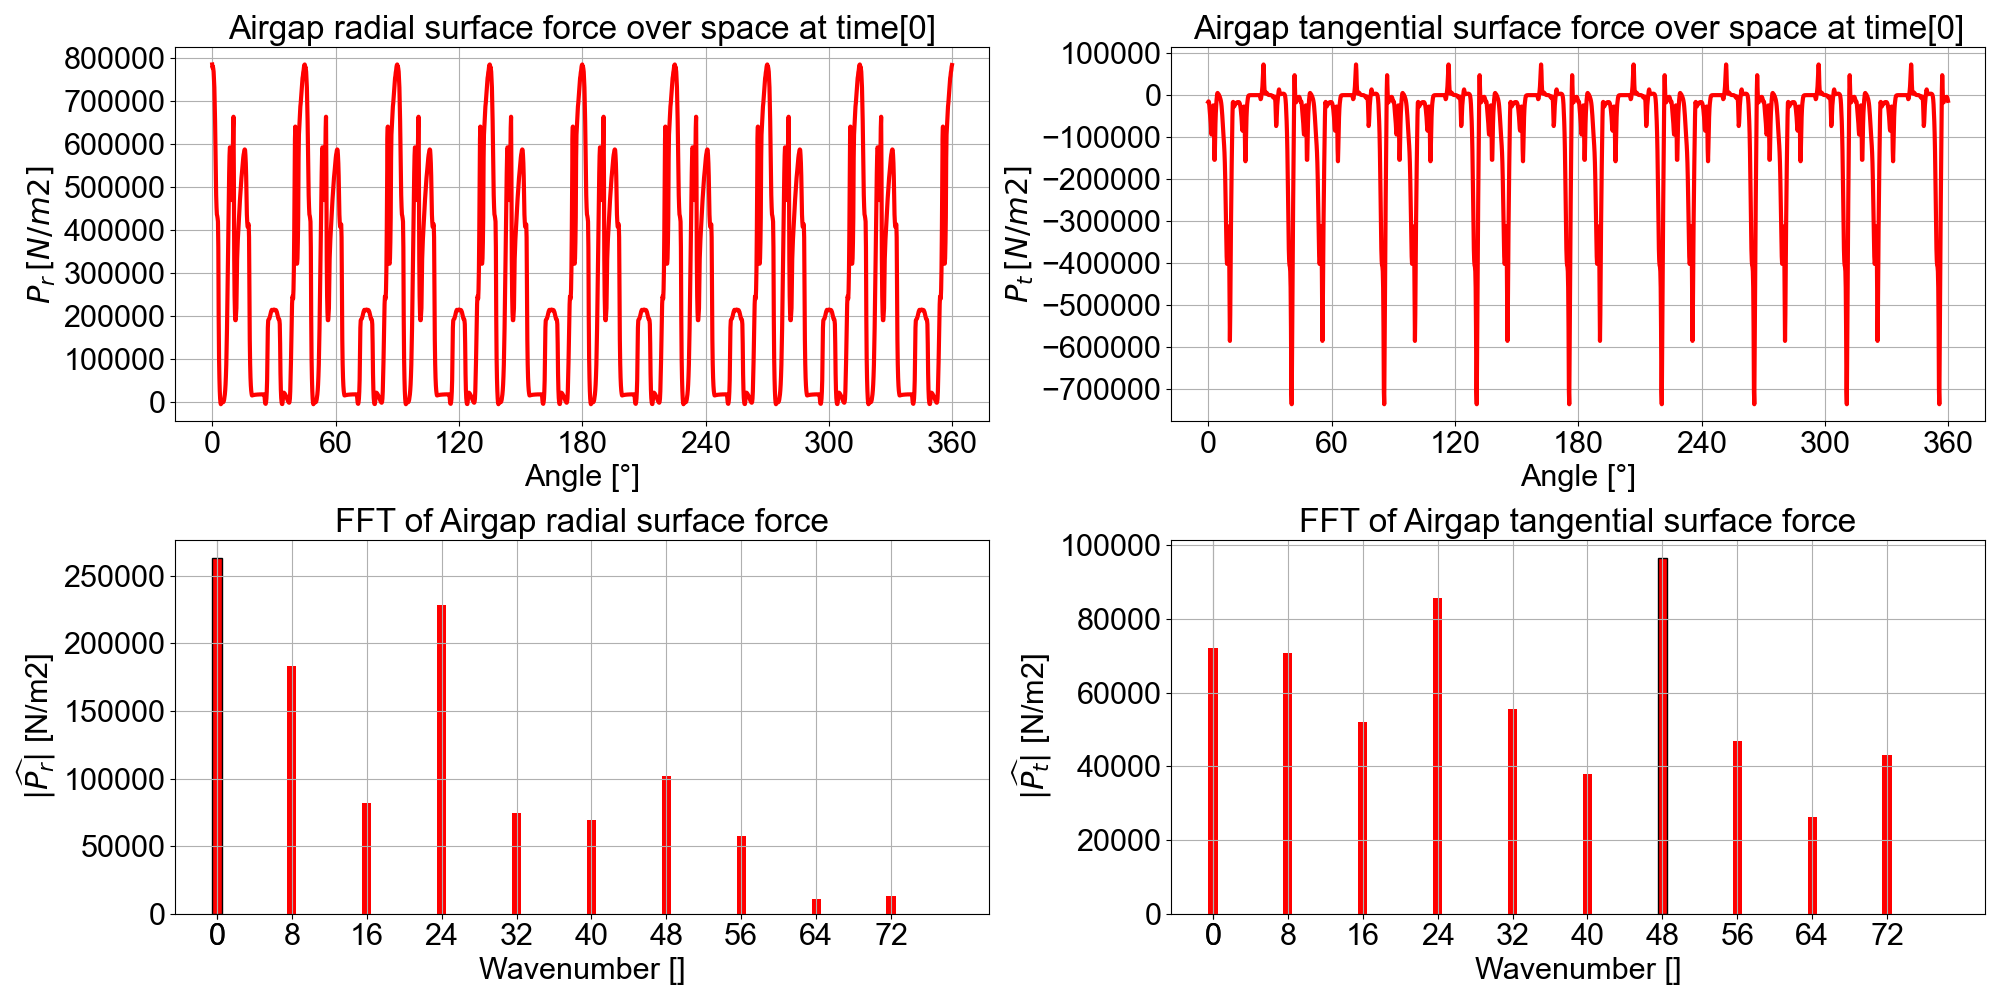 Airgap radial surface force over space at time[0]
800000
700000
600000
500000
400000
300000
200000
100000
0
P_r [N/m2]
0 60 120 180 240 300 360
Angle [°]
Airgap tangential surface force over space at time[0]
100000
0
−100000
−200000
−300000
−400000
−500000
−600000
−700000
P_t [N/m2]
0 60 120 180 240 300 360
Angle [°]
FFT of Airgap radial surface force
250000
200000
150000
100000
50000
0
|P̂_r| [N/m2]
0 8 16 24 32 40 48 56 64 72
Wavenumber []
FFT of Airgap tangential surface force
100000
80000
60000
40000
20000
0
|P̂_t| [N/m2]
0 8 16 24 32 40 48 56 64 72
Wavenumber []